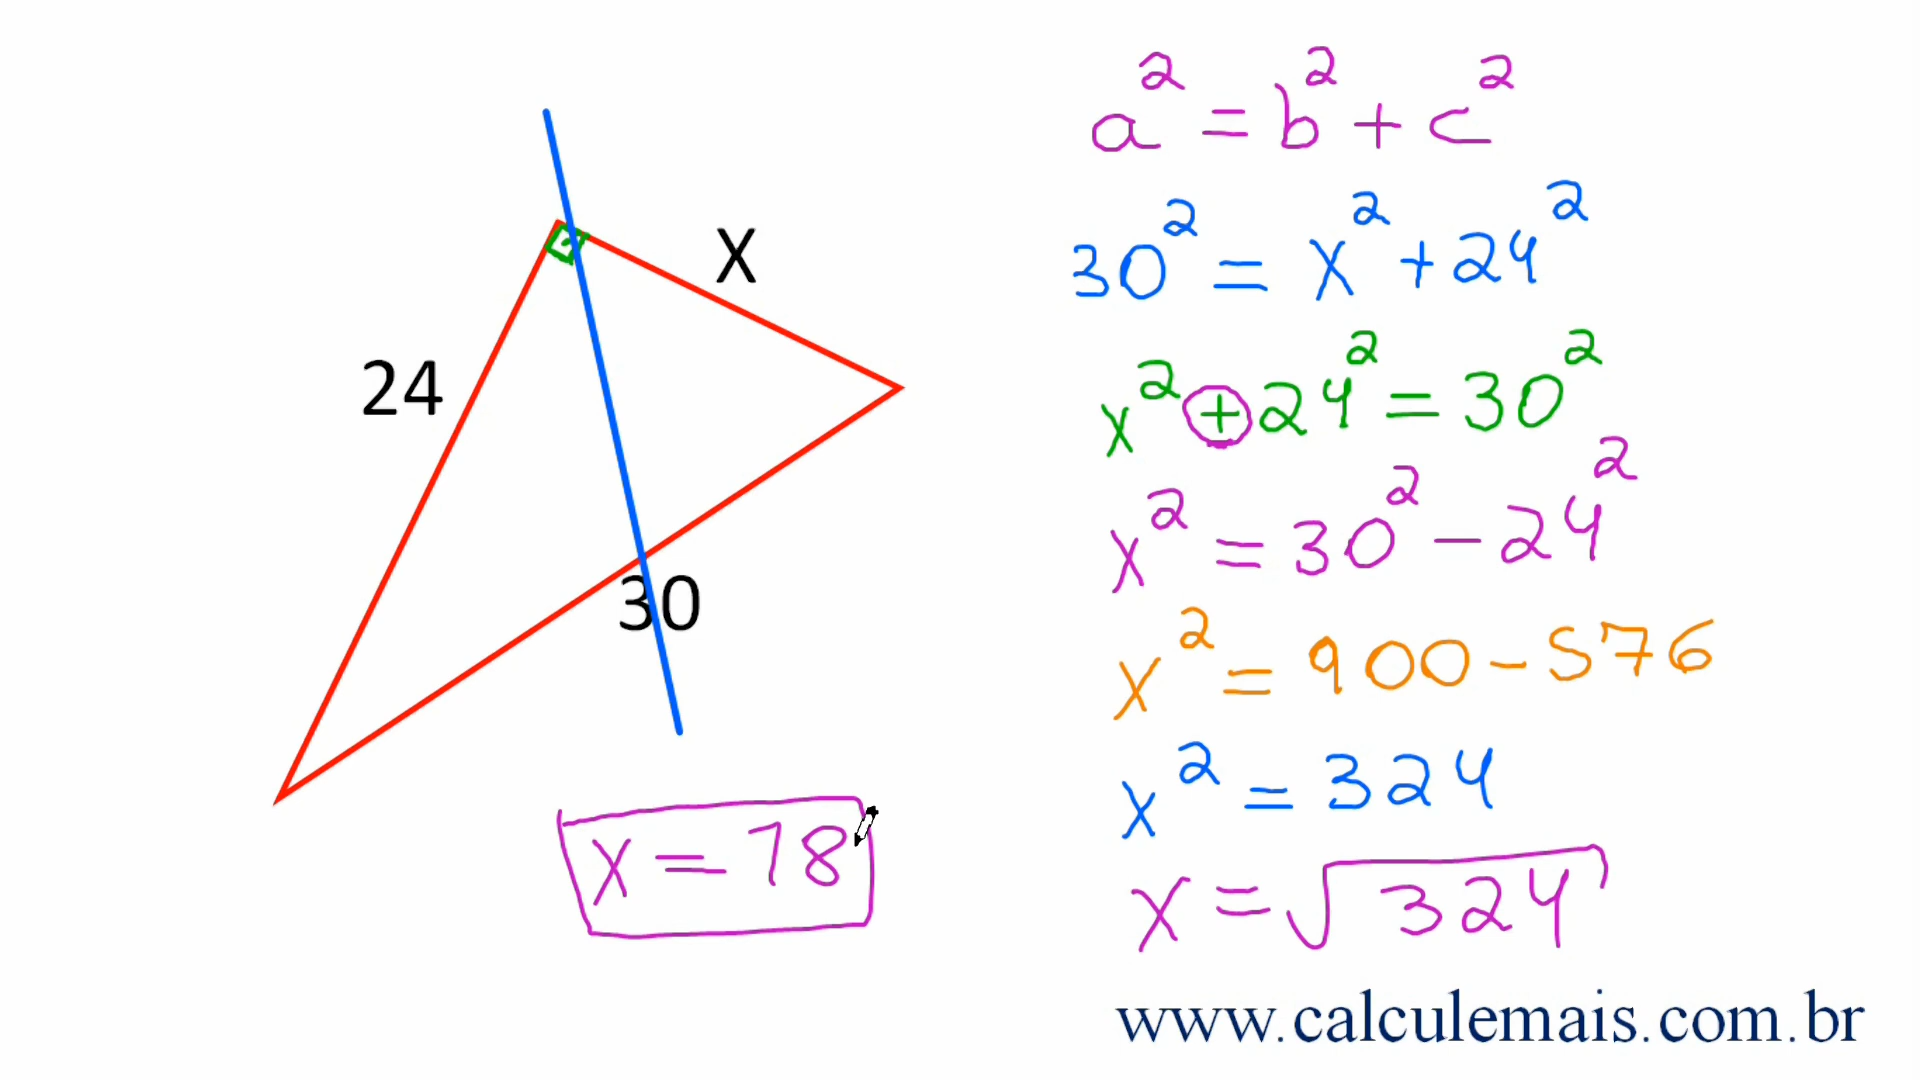 X
24
30
x = 18
a² = b² + c²
30² = x² + 24²
x² + 24² = 30²
x² = 30² - 24²
x² = 900 - 576
x² = 324
x = √324
www.calculemais.com.br